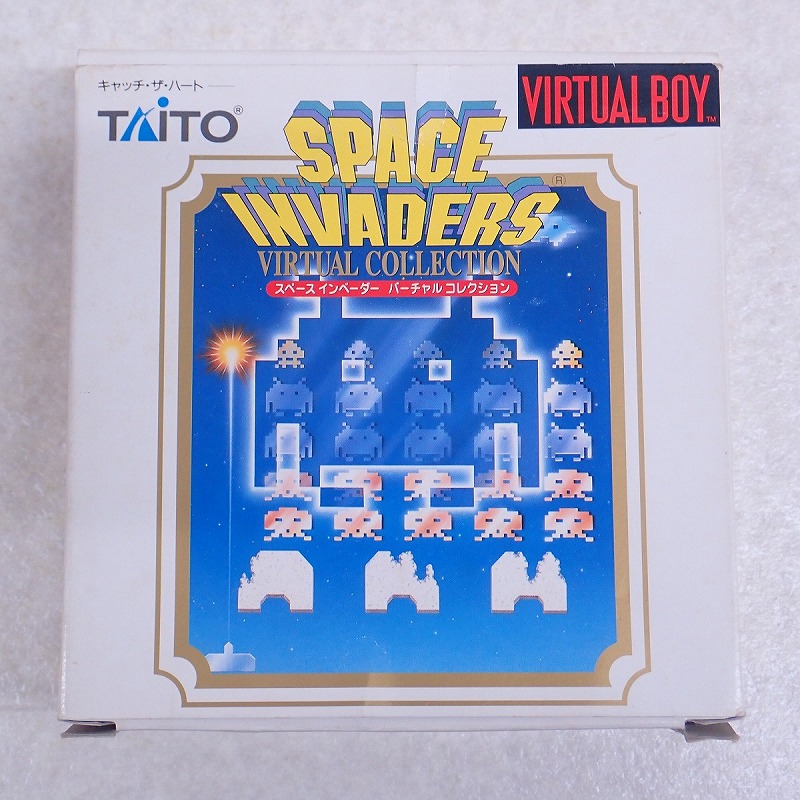 キャッチ・ザ・ハート
TAITO®
VIRTUAL BOY™
SPACE
INVADERS®
VIRTUAL COLLECTION
スペース インベーダー バーチャル コレクション